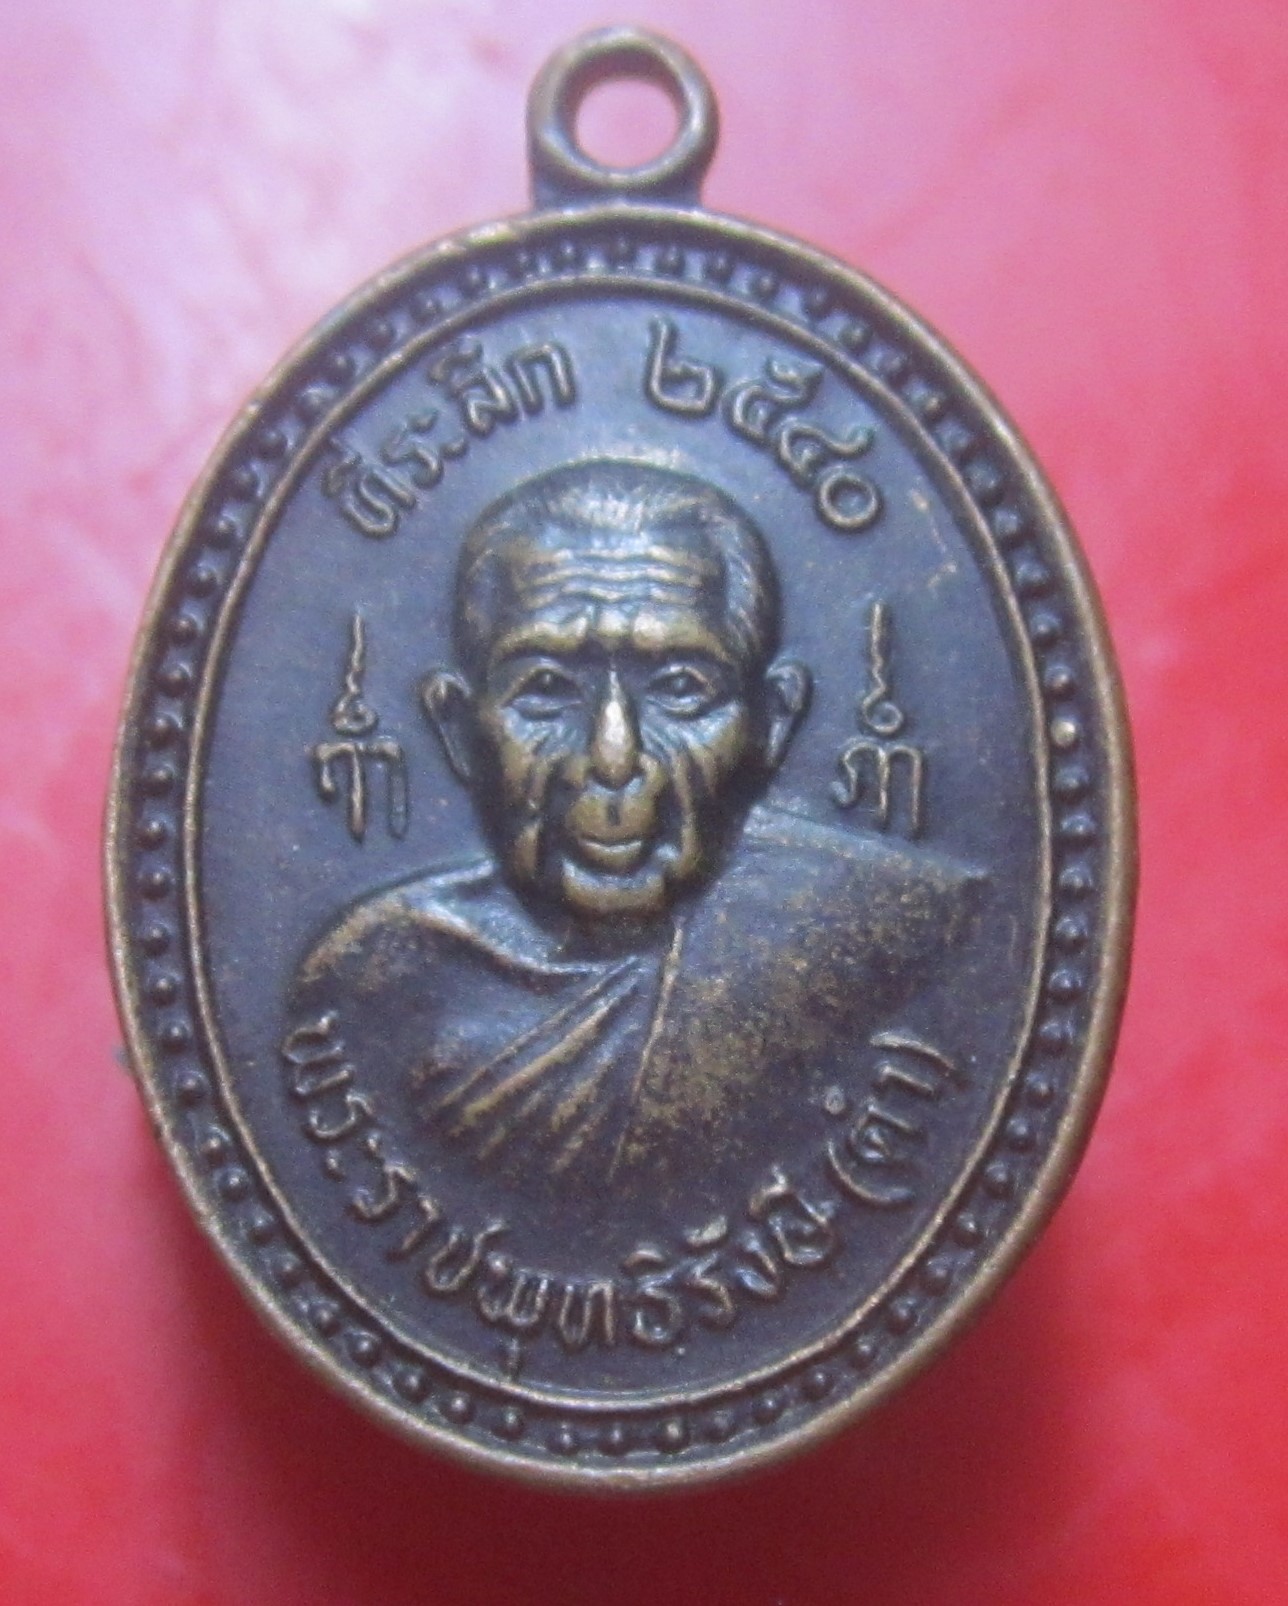 ที่ระลึก ๒๕๔๐
พระราชพุทธิรังษี (ดำ)